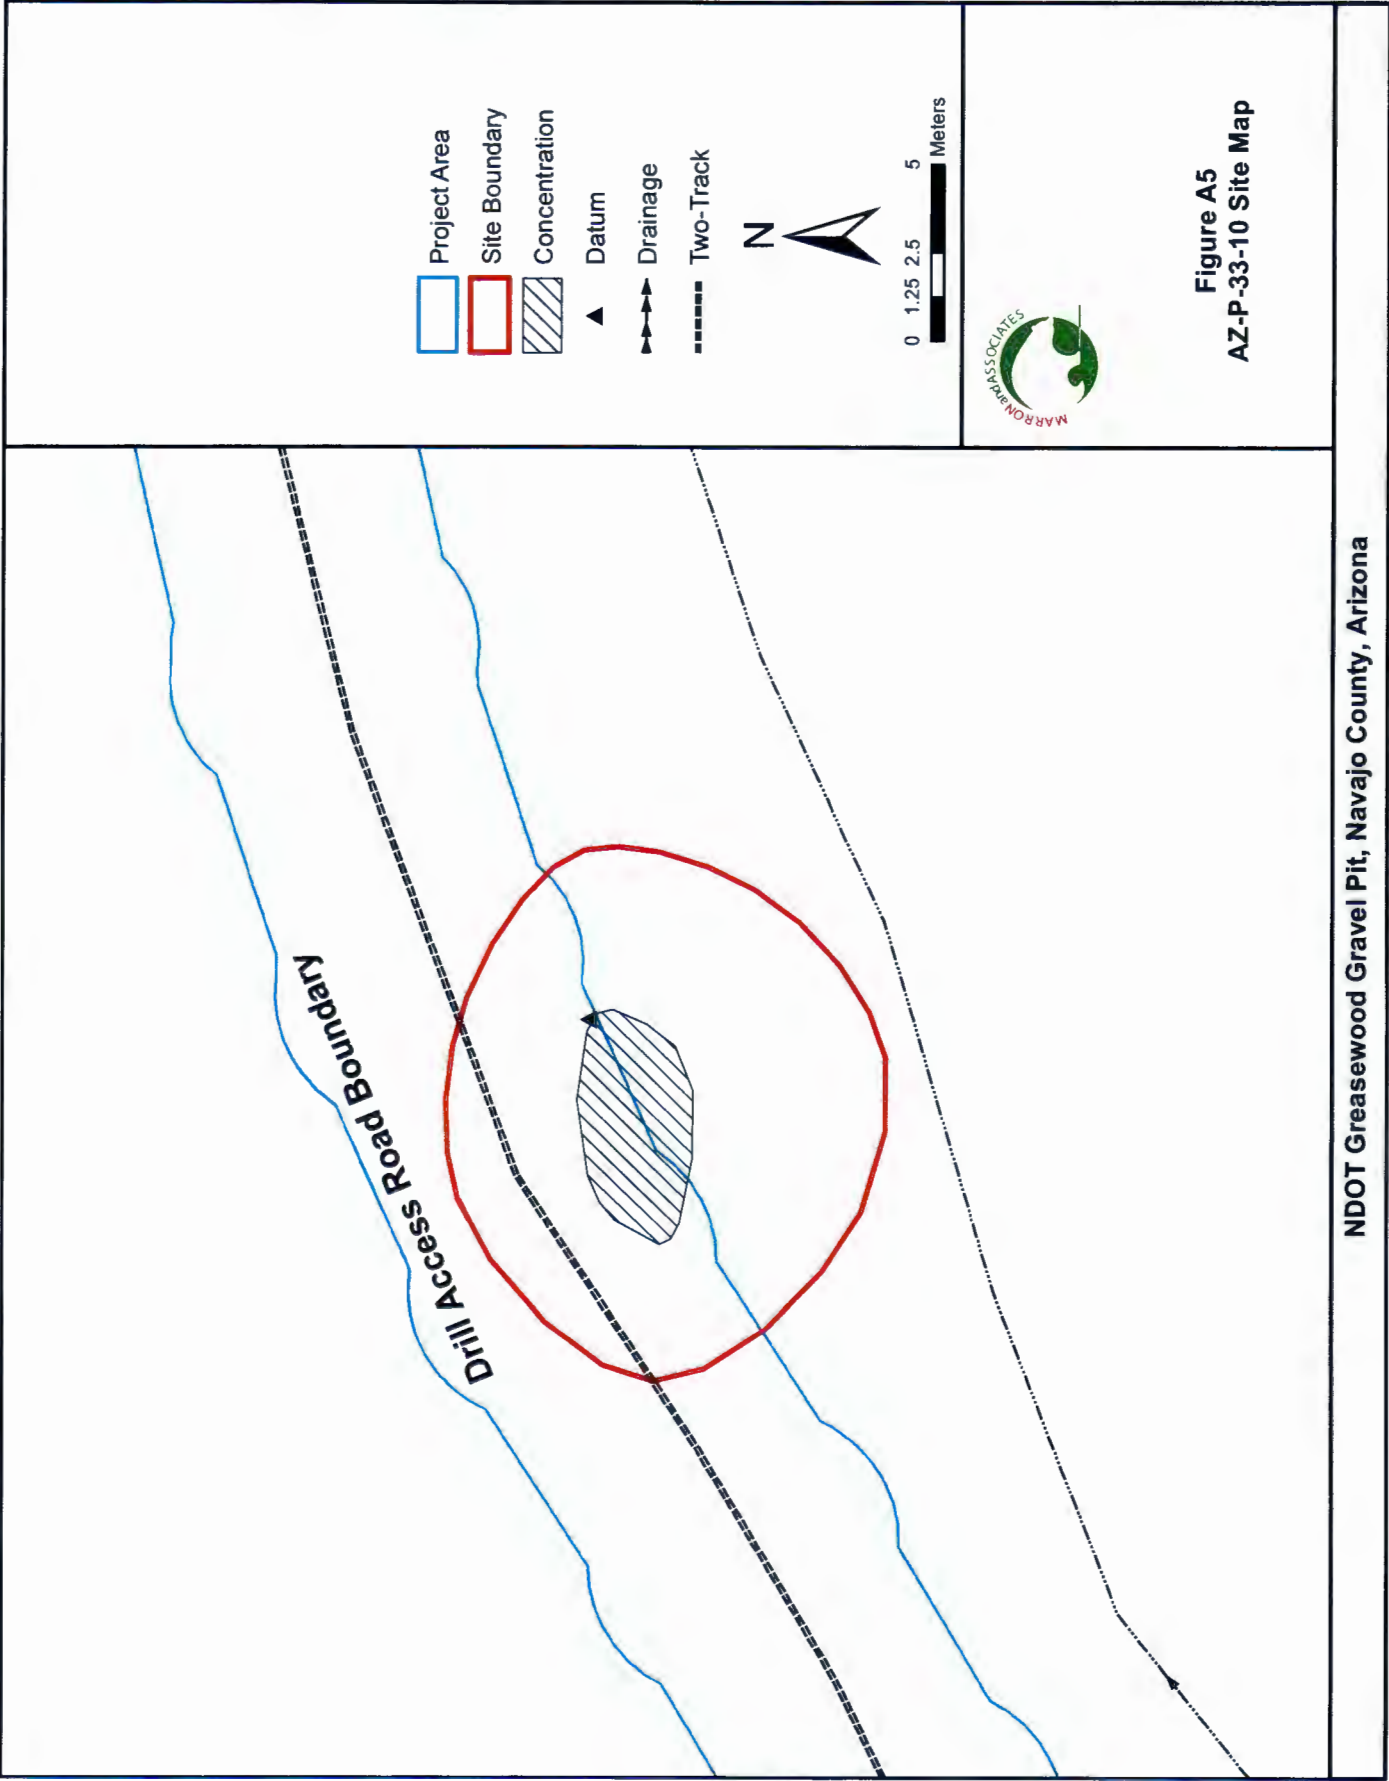 Drill Access Road Boundary
Project Area
Site Boundary
Concentration
Datum
Drainage
Two-Track
N
0 1.25 2.5 5
Meters
MARRON and ASSOCIATES
Figure A5
AZ-P-33-10 Site Map
NDOT Greasewood Gravel Pit, Navajo County, Arizona